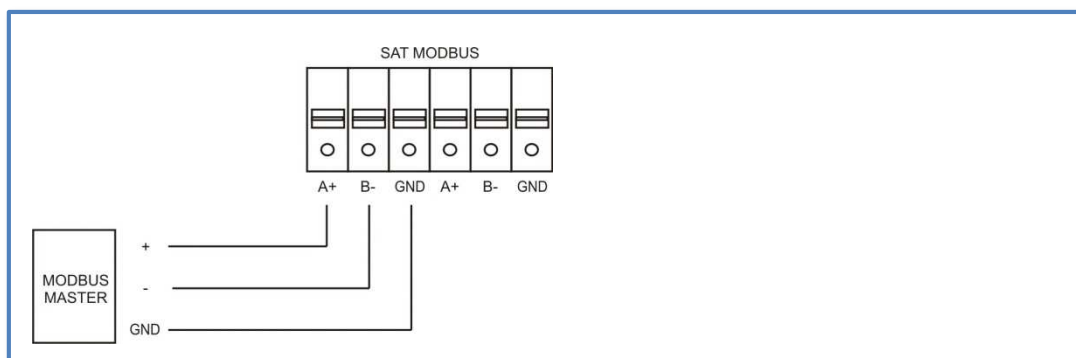 SAT MODBUS
A+ B- GND A+ B- GND
+
MODBUS
MASTER
-
GND